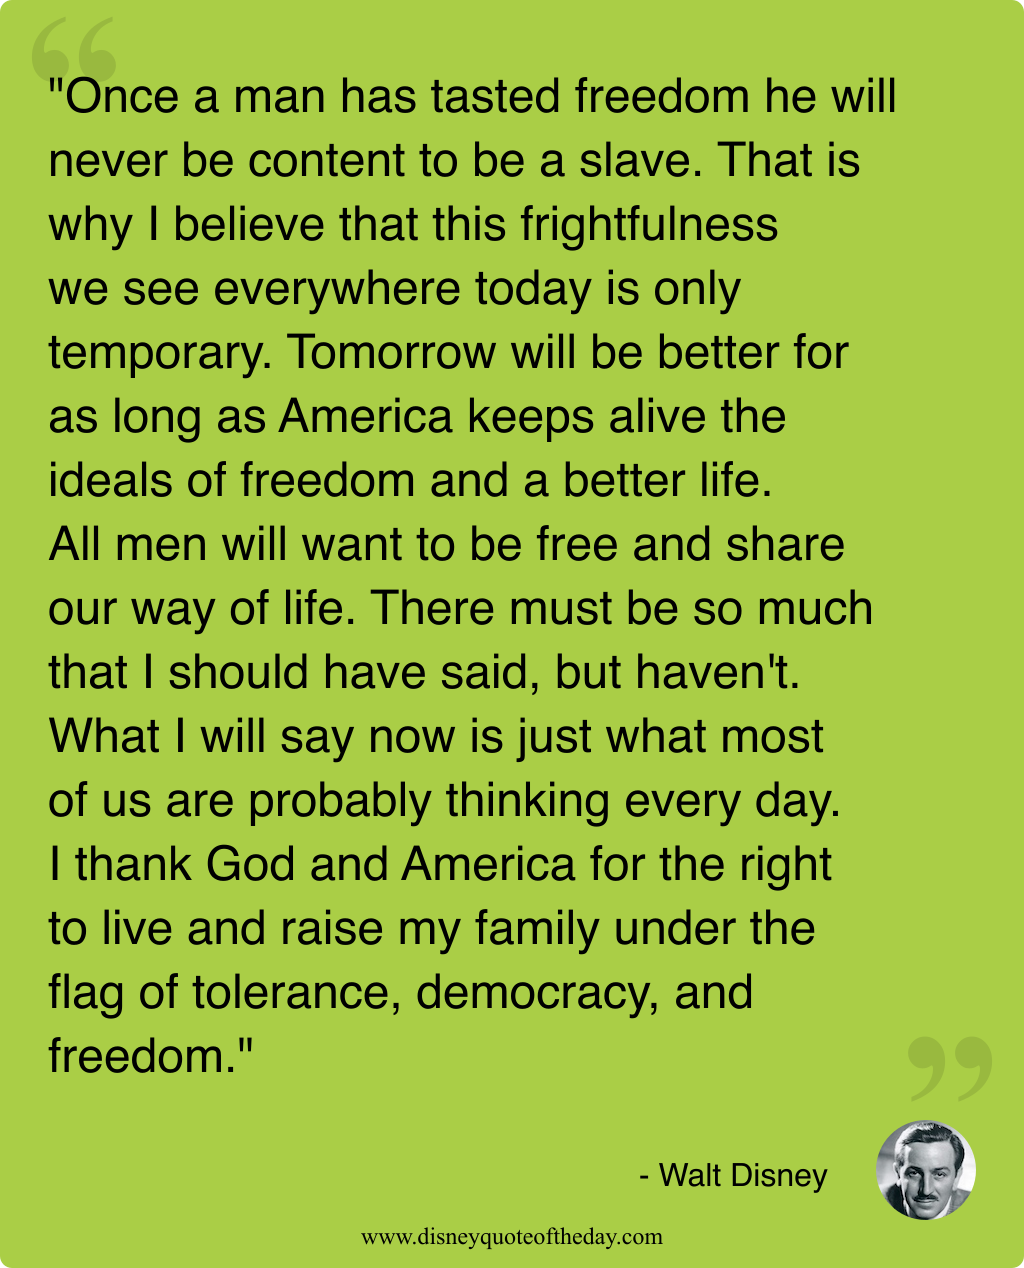 "Once a man has tasted freedom he will
never be content to be a slave. That is
why I believe that this frightfulness
we see everywhere today is only
temporary. Tomorrow will be better for
as long as America keeps alive the
ideals of freedom and a better life.
All men will want to be free and share
our way of life. There must be so much
that I should have said, but haven't.
What I will say now is just what most
of us are probably thinking every day.
I thank God and America for the right
to live and raise my family under the
flag of tolerance, democracy, and
freedom."
- Walt Disney
www.disneyquoteoftheday.com